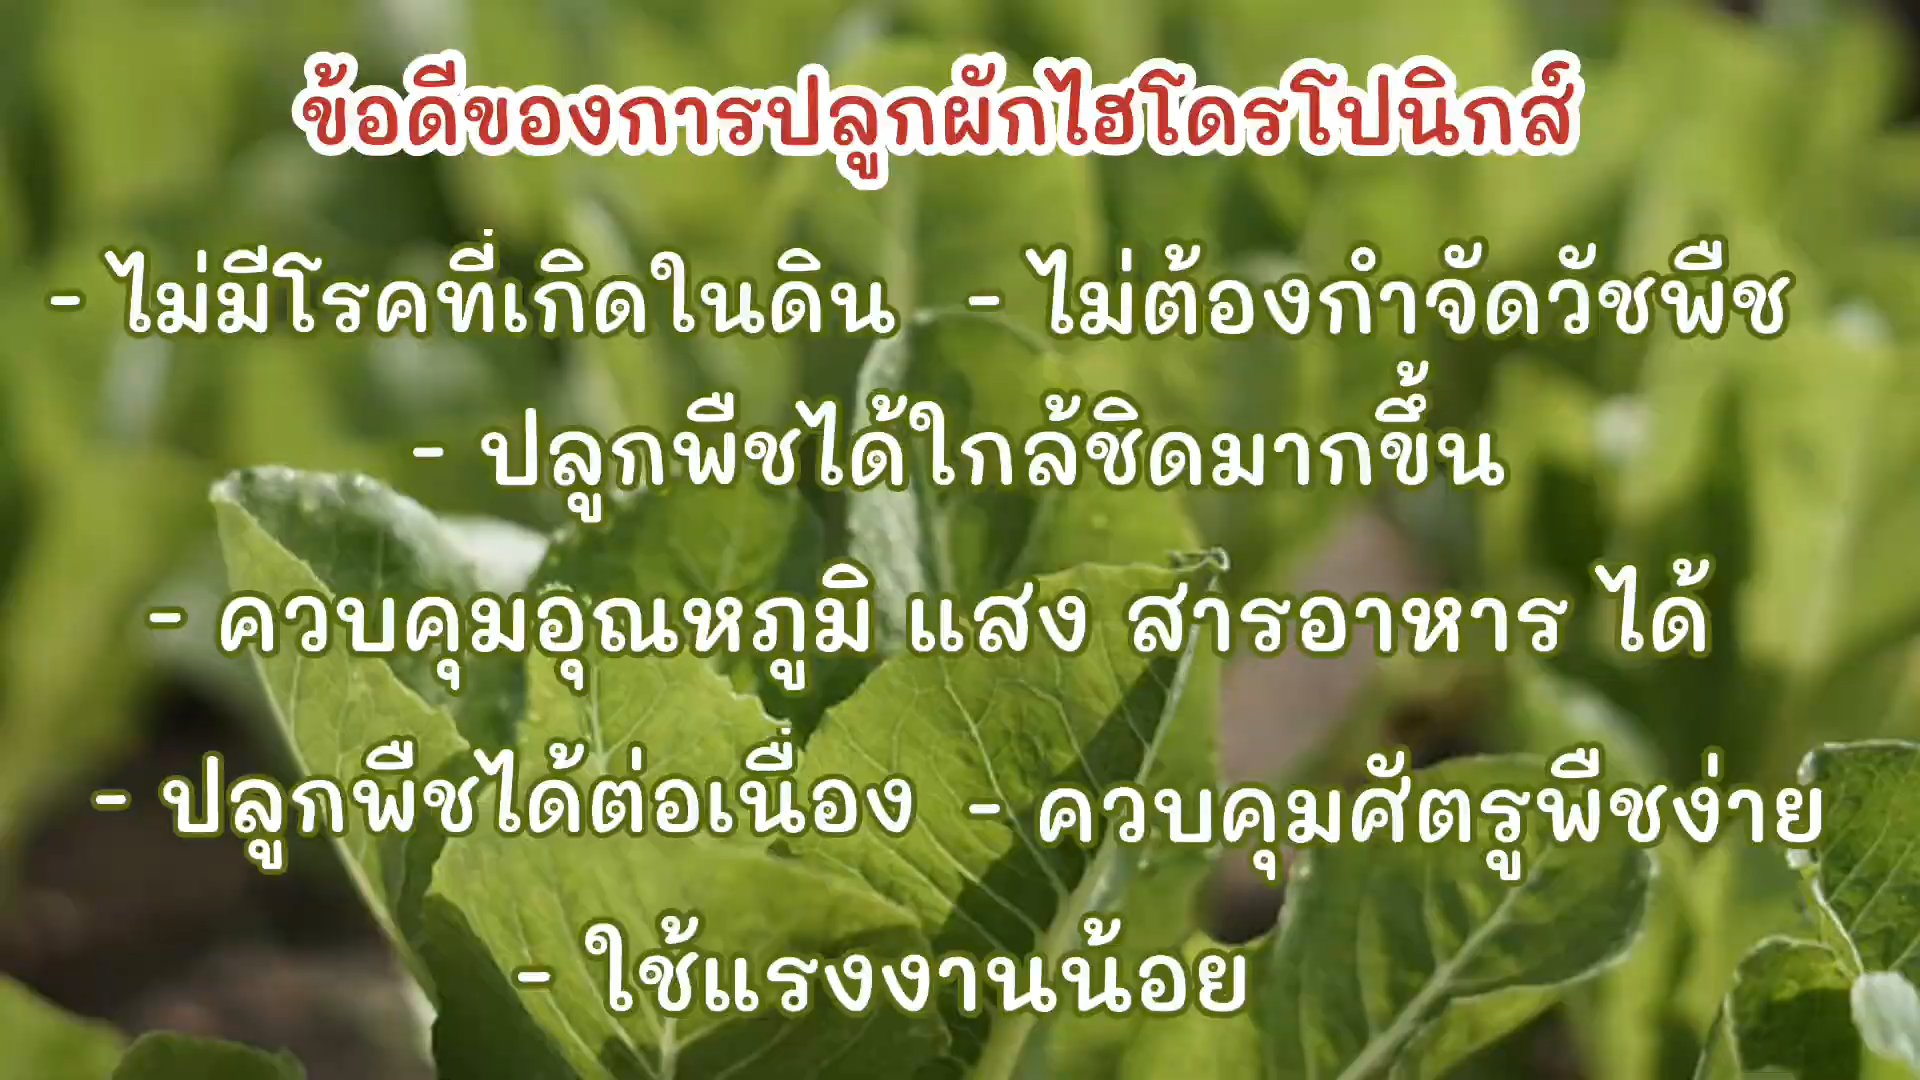 ข้อดีของการปลูกผักไฮโดรโปนิกส์
- ไม่มีโรคที่เกิดในดิน - ไม่ต้องกำจัดวัชพืช
- ปลูกพืชได้ใกล้ชิดมากขึ้น
- ควบคุมอุณหภูมิ แสง สารอาหาร ได้
- ปลูกพืชได้ต่อเนื่อง - ควบคุมศัตรูพืชง่าย
- ใช้แรงงานน้อย